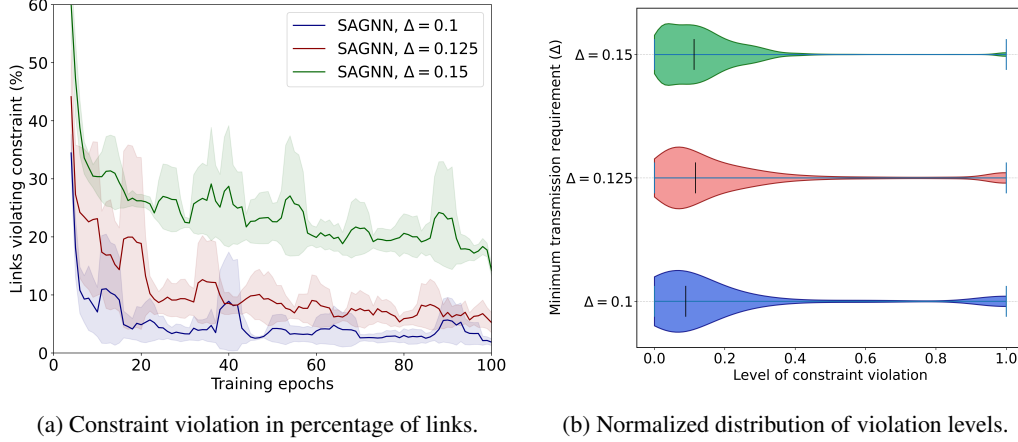 60
50
40
30
20
10
0
Links violating constraint (%)
SAGNN, Δ = 0.1
SAGNN, Δ = 0.125
SAGNN, Δ = 0.15
0 20 40 60 80 100
Training epochs
(a) Constraint violation in percentage of links.
Minimum transmission requirement (Δ)
Δ = 0.15
Δ = 0.125
Δ = 0.1
0.0 0.2 0.4 0.6 0.8 1.0
Level of constraint violation
(b) Normalized distribution of violation levels.